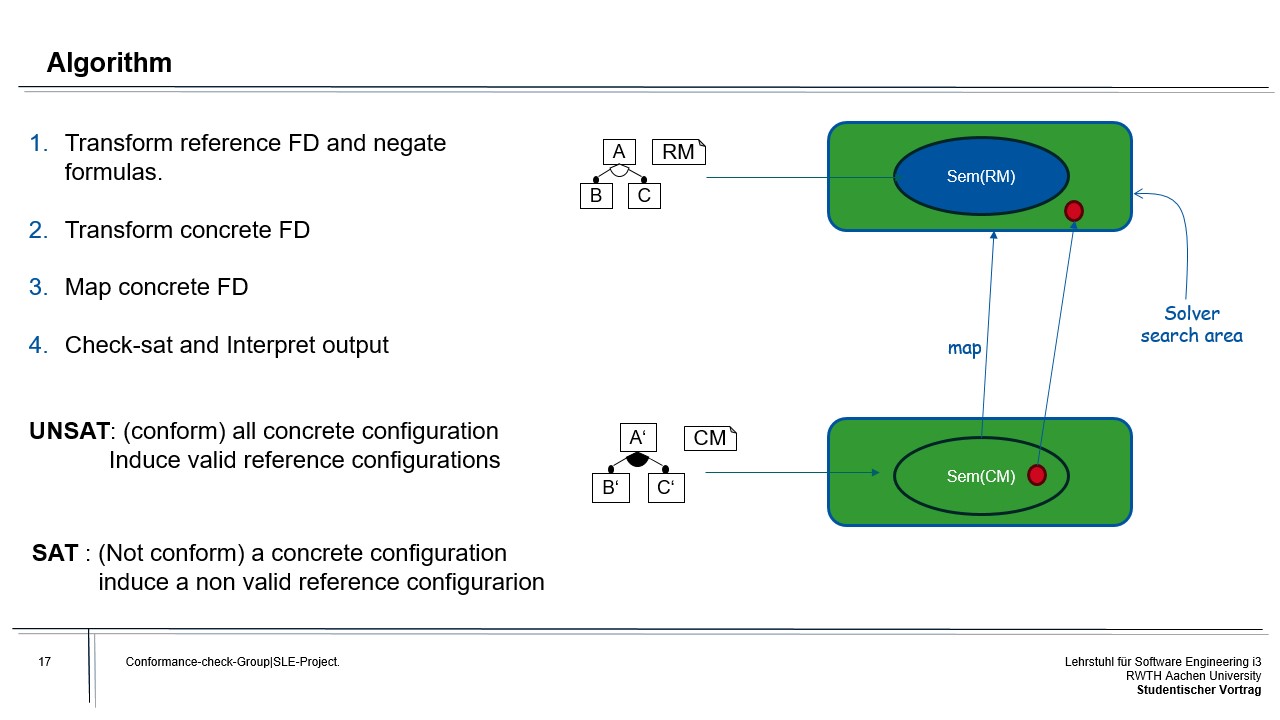 Algorithm
1. Transform reference FD and negate
formulas.
2. Transform concrete FD
3. Map concrete FD
4. Check-sat and Interpret output
UNSAT: (conform) all concrete configuration
Induce valid reference configurations
SAT : (Not conform) a concrete configuration
induce a non valid reference configurarion
A
RM
B
C
Sem(RM)
Solver
search area
map
A‘
CM
B‘
C‘
Sem(CM)
17
Conformance-check-Group|SLE-Project.
Lehrstuhl für Software Engineering i3
RWTH Aachen University
Studentischer Vortrag